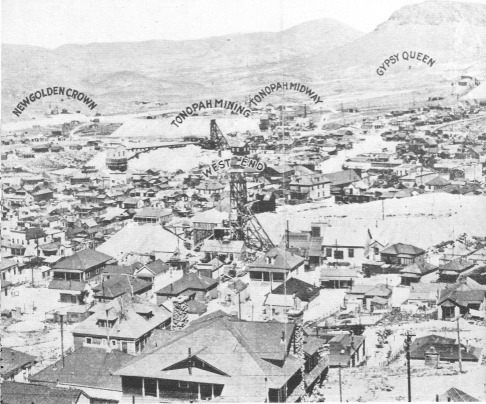 NEW GOLDEN CROWN
TONOPAH MINING
TONOPAH MIDWAY
GYPSY QUEEN
WEST END